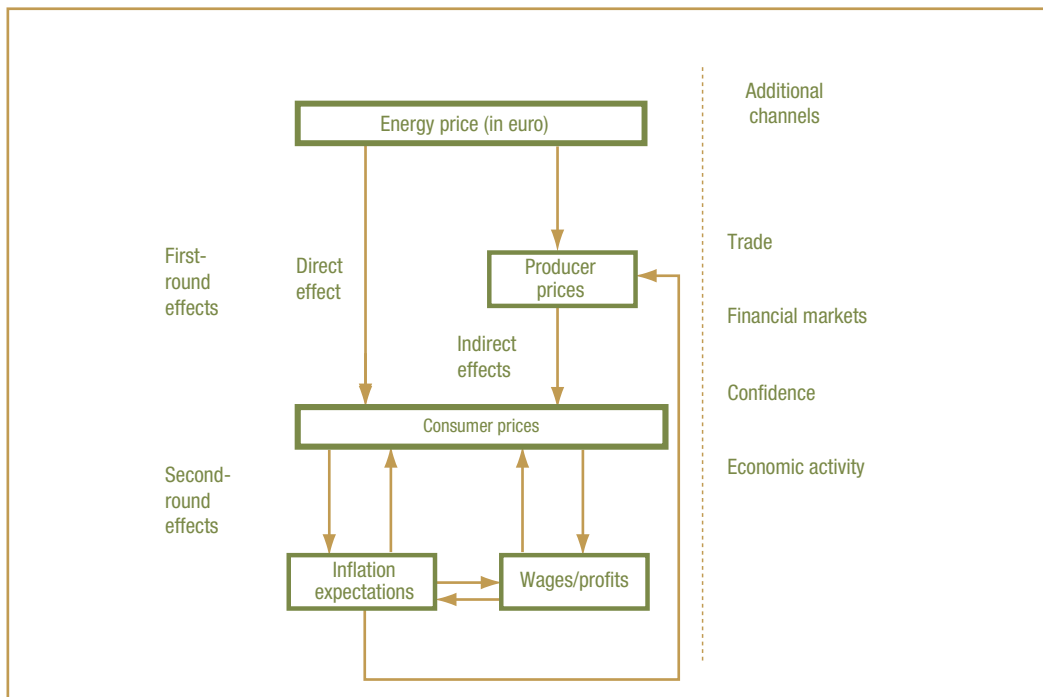 Additional
channels
Energy price (in euro)
First-
round
effects
Direct
effect
Producer
prices
Trade
Financial markets
Indirect
effects
Confidence
Consumer prices
Second-
round
effects
Economic activity
Inflation
expectations
Wages/profits